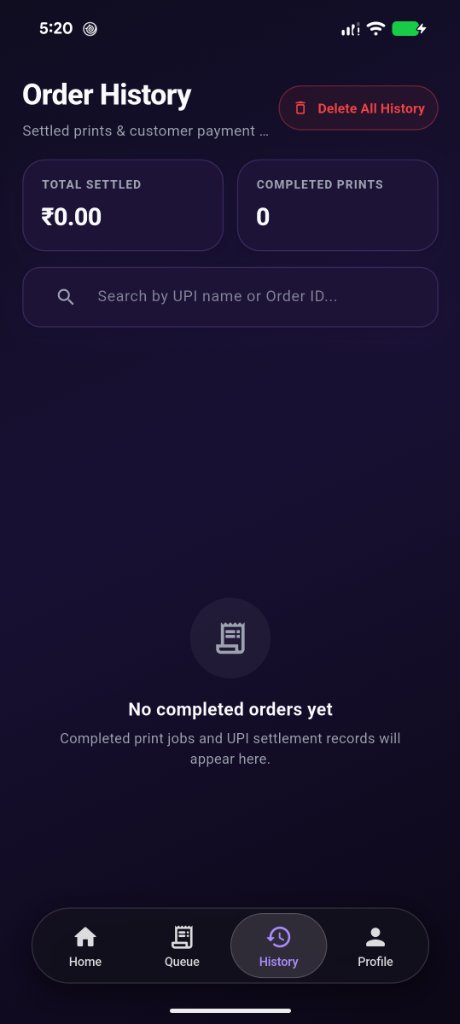 5:20
Order History
Delete All History
Settled prints & customer payment ...
TOTAL SETTLED
₹0.00
COMPLETED PRINTS
0
Search by UPI name or Order ID...
No completed orders yet
Completed print jobs and UPI settlement records will
appear here.
Home
Queue
History
Profile